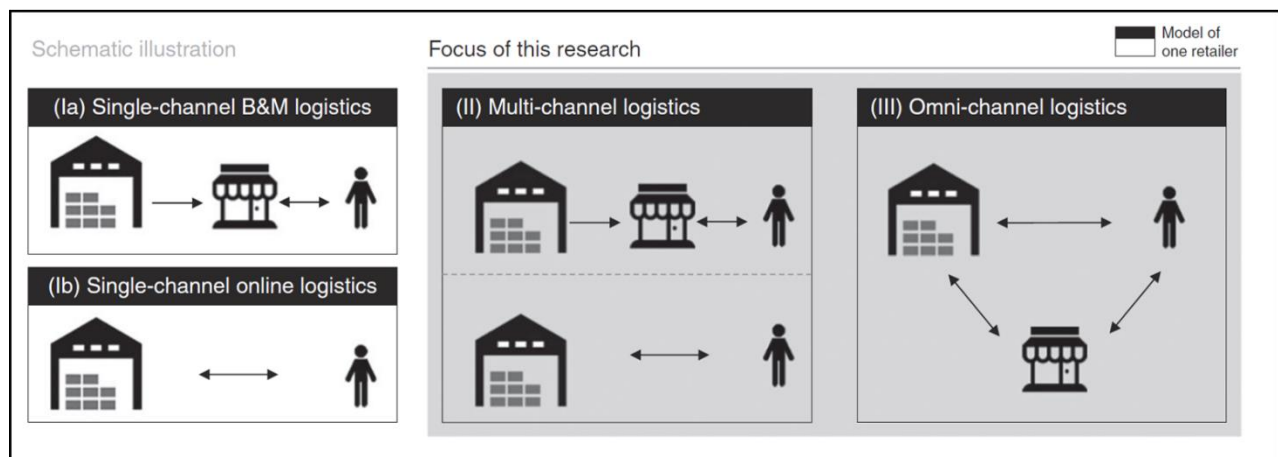 Schematic illustration
Focus of this research
Model of
one retailer
(Ia) Single-channel B&M logistics
(II) Multi-channel logistics
(III) Omni-channel logistics
(Ib) Single-channel online logistics